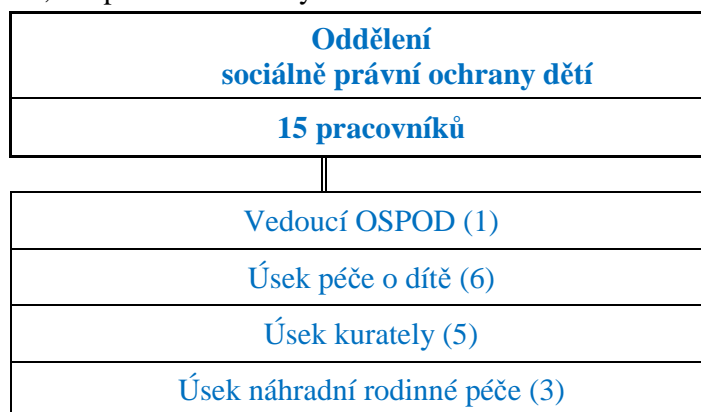 Oddělení
sociálně právní ochrany dětí
15 pracovníků
Vedoucí OSPOD (1)
Úsek péče o dítě (6)
Úsek kurately (5)
Úsek náhradní rodinné péče (3)